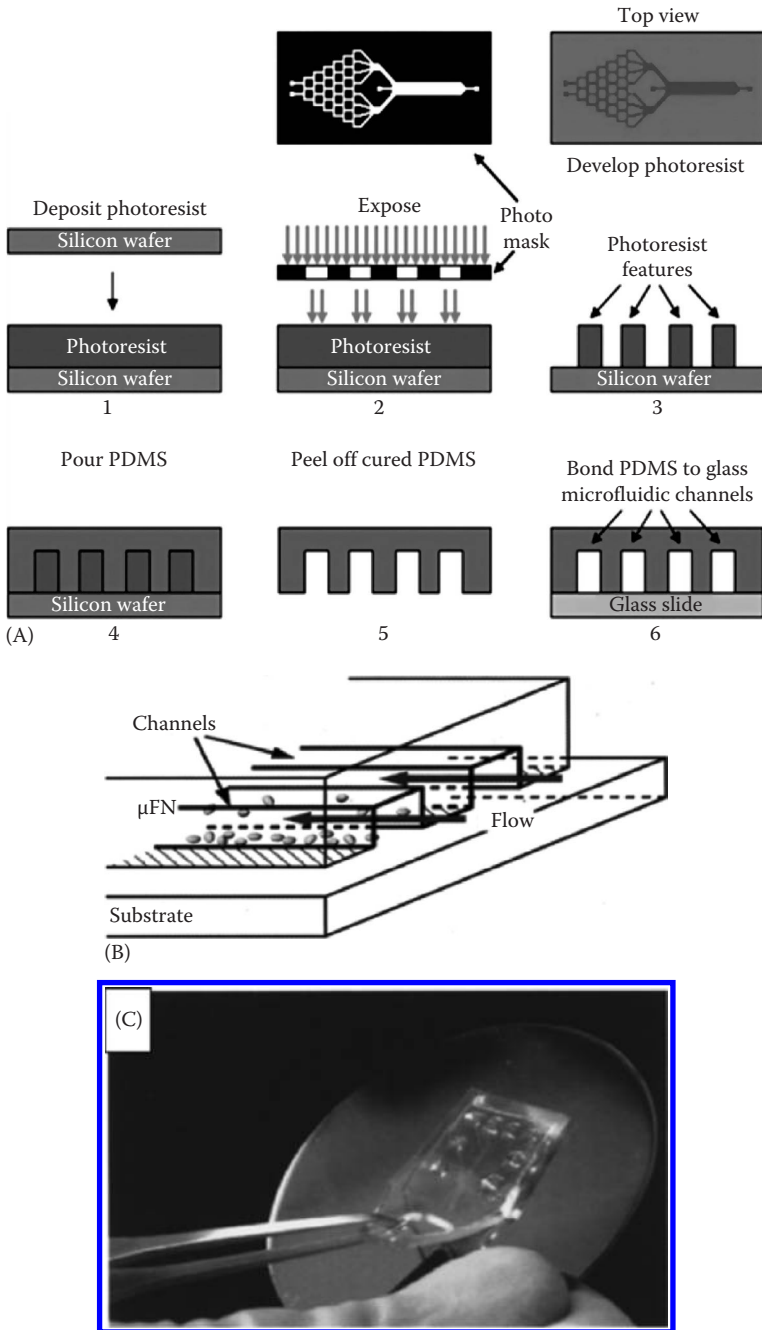 Top view
Develop photoresist
Deposit photoresist
Silicon wafer
Photoresist
Silicon wafer
1
Expose
Photo
mask
Photoresist
Silicon wafer
2
Photoresist
features
Silicon wafer
3
Pour PDMS
Silicon wafer
4
Peel off cured PDMS
5
Bond PDMS to glass
microfluidic channels
Glass slide
6
(A)
Channels
μFN
Flow
Substrate
(B)
(C)